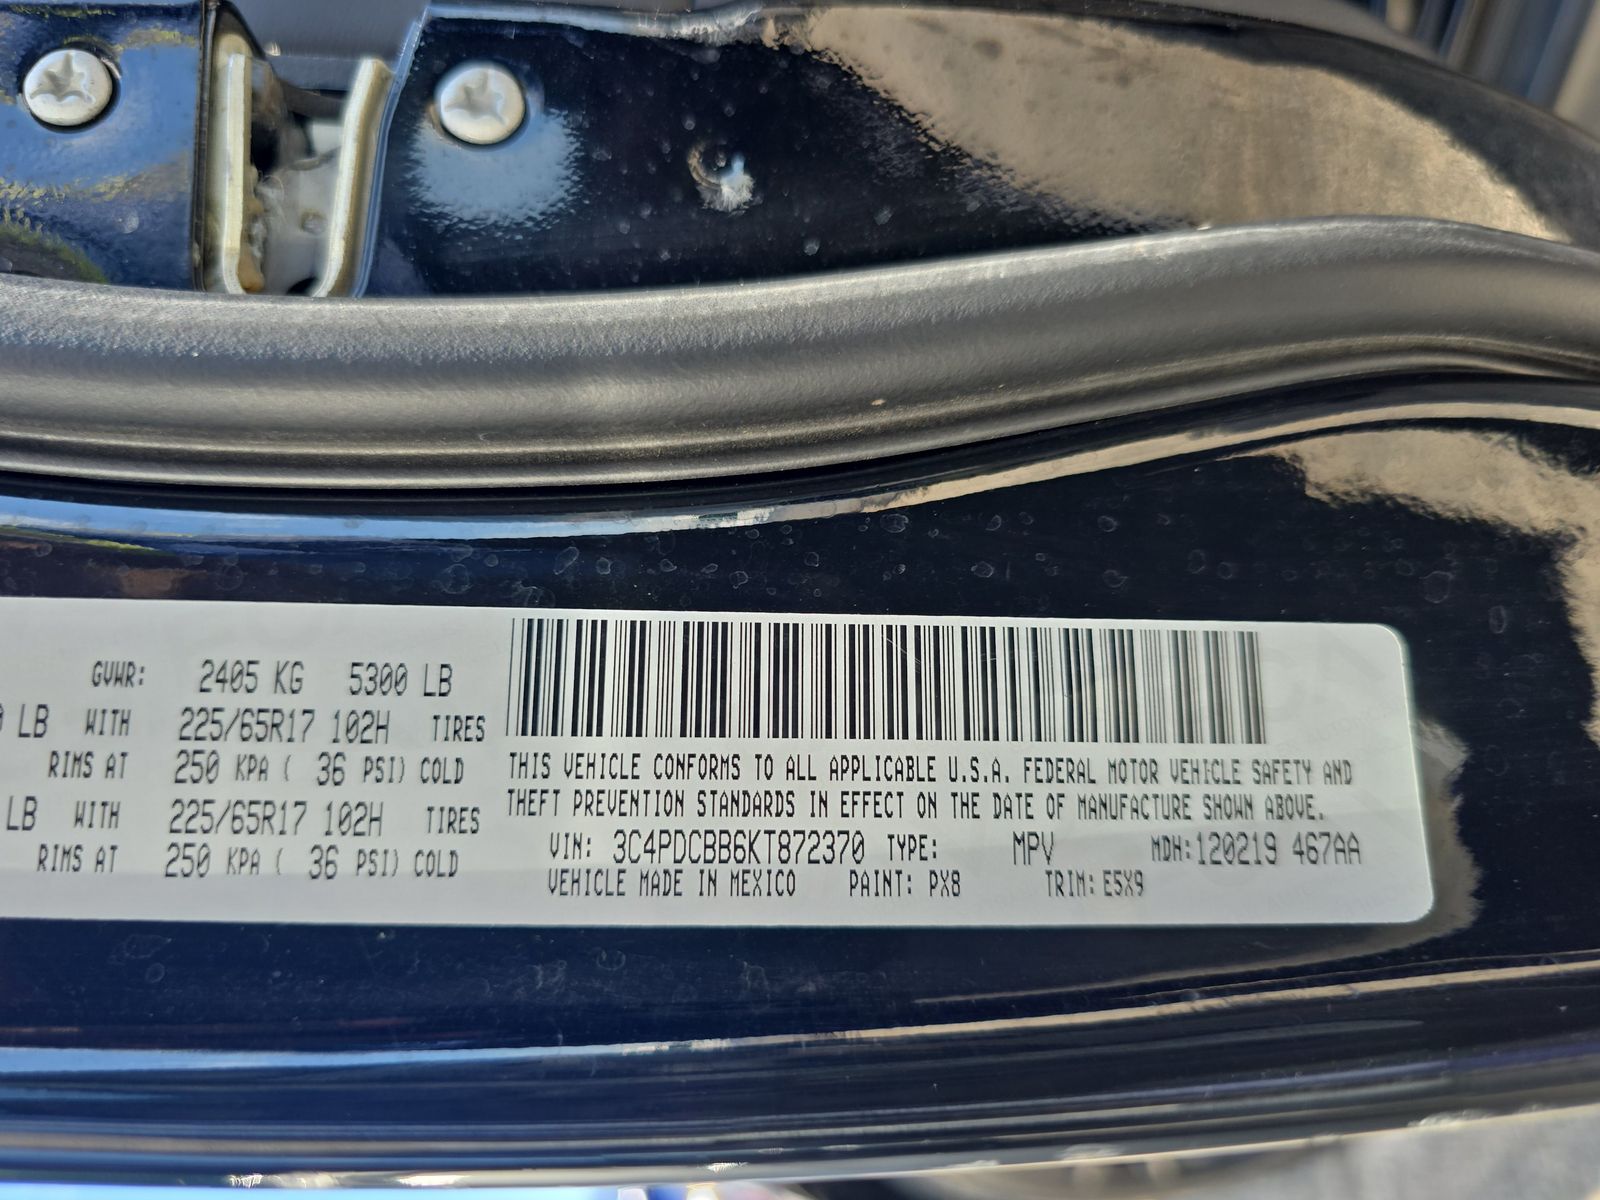 GVWR: 2405 KG 5300 LB
LB WITH 225/65R17 102H TIRES
RIMS AT 250 KPA ( 36 PSI) COLD
LB WITH 225/65R17 102H TIRES
RIMS AT 250 KPA ( 36 PSI) COLD
THIS VEHICLE CONFORMS TO ALL APPLICABLE U.S.A. FEDERAL MOTOR VEHICLE SAFETY AND
THEFT PREVENTION STANDARDS IN EFFECT ON THE DATE OF MANUFACTURE SHOWN ABOVE.
VIN: 3C4PDCBB6KT872370 TYPE: MPV MDH:120219 467AA
VEHICLE MADE IN MEXICO PAINT: PX8 TRIM: E5X9